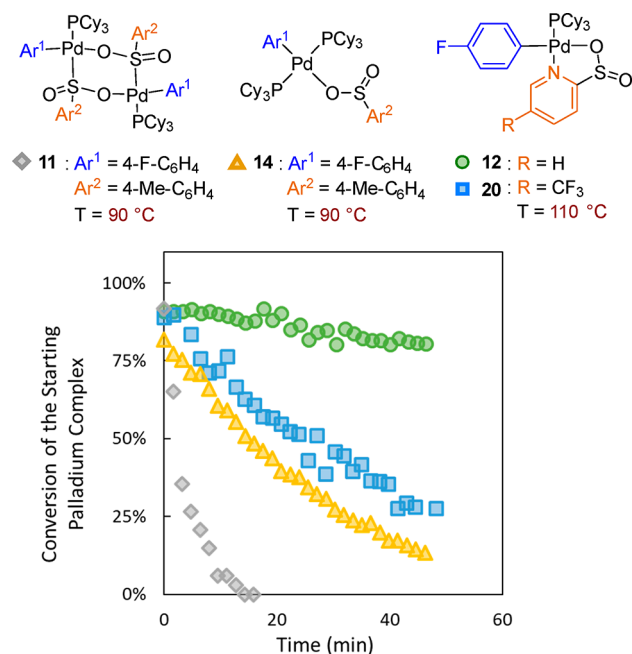 PCy3
Ar1 Pd O Ar2 S O
O S O Pd Ar1
Ar2 PCy3
Ar1 PCy3
Pd
Cy3P O S O
Ar2
PCy3
F Pd O
N S O
R
11 : Ar1 = 4-F-C6H4
Ar2 = 4-Me-C6H4
T = 90 °C
14 : Ar1 = 4-F-C6H4
Ar2 = 4-Me-C6H4
T = 90 °C
12 : R = H
20 : R = CF3
T = 110 °C
Conversion of the Starting
Palladium Complex
100%
75%
50%
25%
0%
0 20 40 60
Time (min)